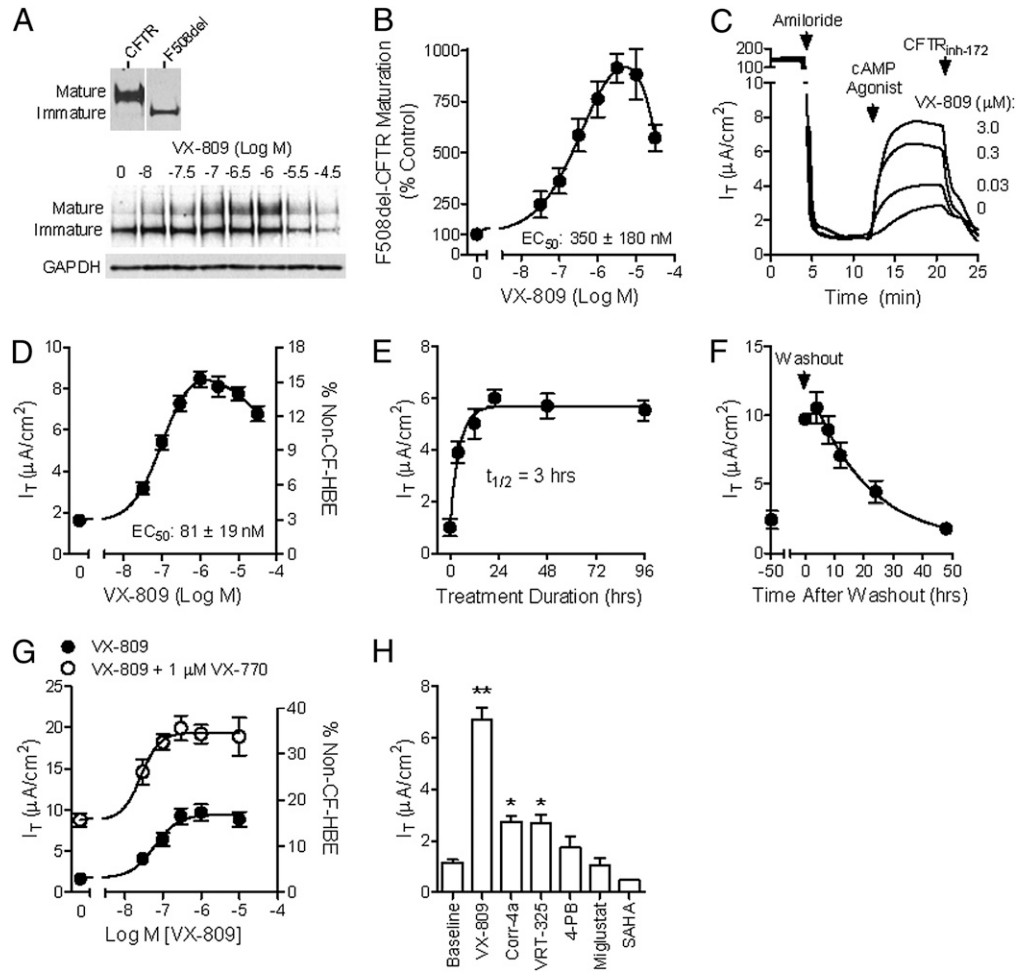 A
CFTR
F508del
Mature
Immature
VX-809 (Log M)
0 -8 -7.5 -7 -6.5 -6 -5.5 -4.5
Mature
Immature
GAPDH
B
F508del-CFTR Maturation
(% Control)
1000
750
500
250
100
0
EC50: 350 ± 180 nM
0 -8 -7 -6 -5 -4
VX-809 (Log M)
C
Amiloride
CFTRinh-172
cAMP
Agonist
VX-809 (µM):
3.0
0.3
0.03
0
IT (µA/cm2)
200
100
10
8
6
4
2
0
0 5 10 15 20 25
Time (min)
D
IT (µA/cm2)
10
8
6
4
2
0
18
15
12
9
6
3
0
% Non-CF-HBE
EC50: 81 ± 19 nM
0 -8 -7 -6 -5 -4
VX-809 (Log M)
E
IT (µA/cm2)
8
6
4
2
0
t1/2 = 3 hrs
0 24 48 72 96
Treatment Duration (hrs)
F
Washout
IT (µA/cm2)
15
10
5
0
-50 0 10 20 30 40 50
Time After Washout (hrs)
G
VX-809
VX-809 + 1 µM VX-770
IT (µA/cm2)
25
20
15
10
5
0
40
30
20
10
0
% Non-CF-HBE
0 -8 -7 -6 -5 -4
Log M [VX-809]
H
IT (µA/cm2)
8
6
4
2
0
**
*
*
Baseline
VX-809
Corr-4a
VRT-325
4-PB
Miglustat
SAHA